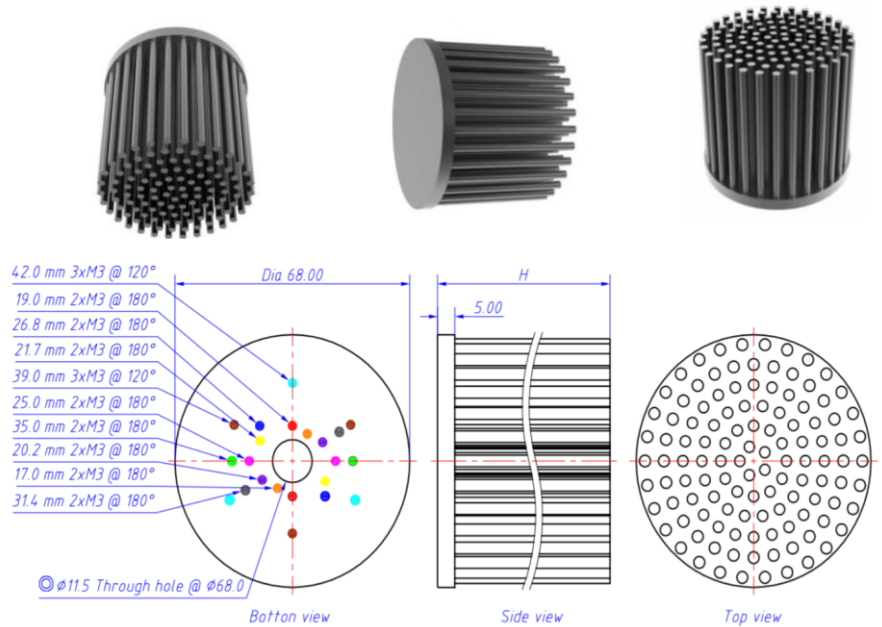 42.0 mm 3xM3 @ 120°
19.0 mm 2xM3 @ 180°
26.8 mm 2xM3 @ 180°
21.7 mm 2xM3 @ 180°
39.0 mm 3xM3 @ 120°
25.0 mm 2xM3 @ 180°
35.0 mm 2xM3 @ 180°
20.2 mm 2xM3 @ 180°
17.0 mm 2xM3 @ 180°
31.4 mm 2xM3 @ 180°
Dia 68.00
H
5.00
⌀11.5 Through hole @ ⌀68.0
Botton view
Side view
Top view